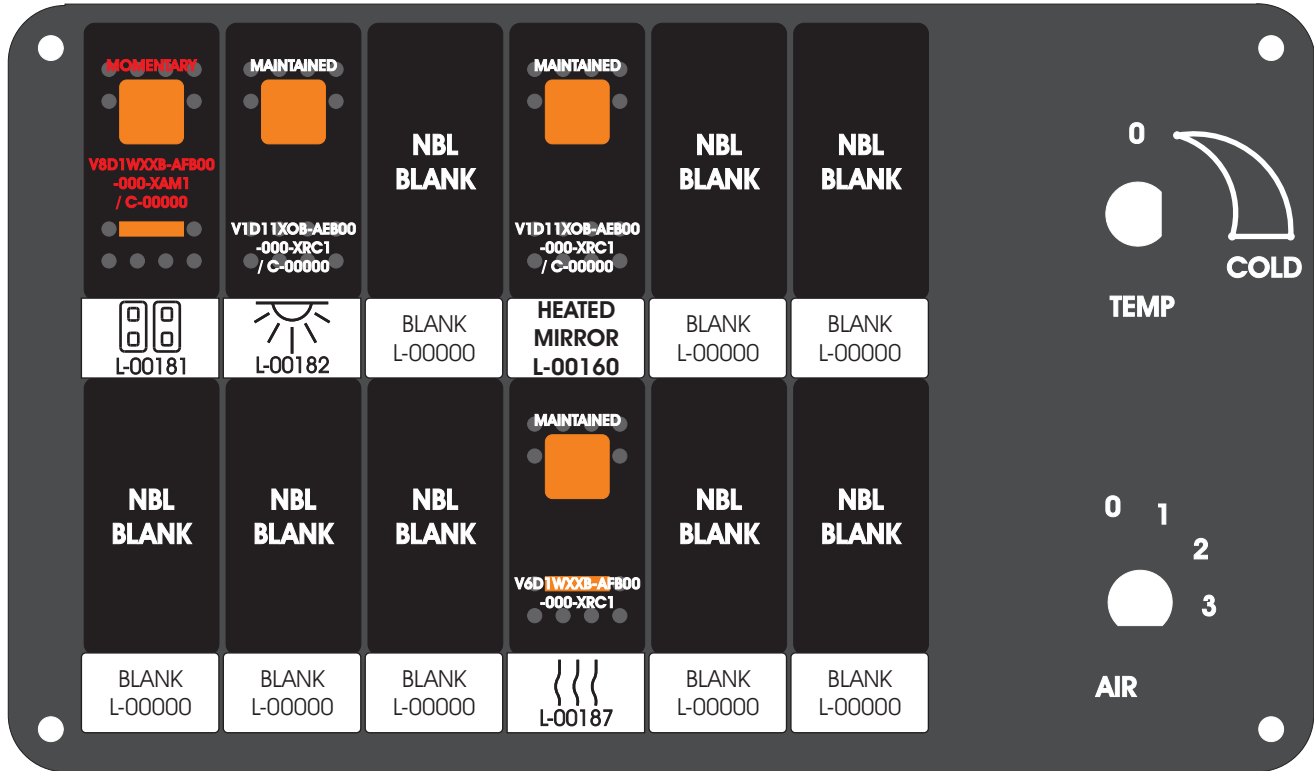 MOMENTARY
V8D1WXXB-AFB00
-000-XAM1
/ C-00000
L-00181
MAINTAINED
V1D11XOB-AEB00
-000-XRC1
/ C-00000
L-00182
NBL
BLANK
BLANK
L-00000
MAINTAINED
V1D11XOB-AEB00
-000-XRC1
/ C-00000
HEATED
MIRROR
L-00160
NBL
BLANK
BLANK
L-00000
NBL
BLANK
BLANK
L-00000
0
COLD
TEMP
NBL
BLANK
BLANK
L-00000
NBL
BLANK
BLANK
L-00000
NBL
BLANK
BLANK
L-00000
MAINTAINED
V6D1WXXB-AFB00
-000-XRC1
L-00187
NBL
BLANK
BLANK
L-00000
NBL
BLANK
BLANK
L-00000
0
1
2
3
AIR